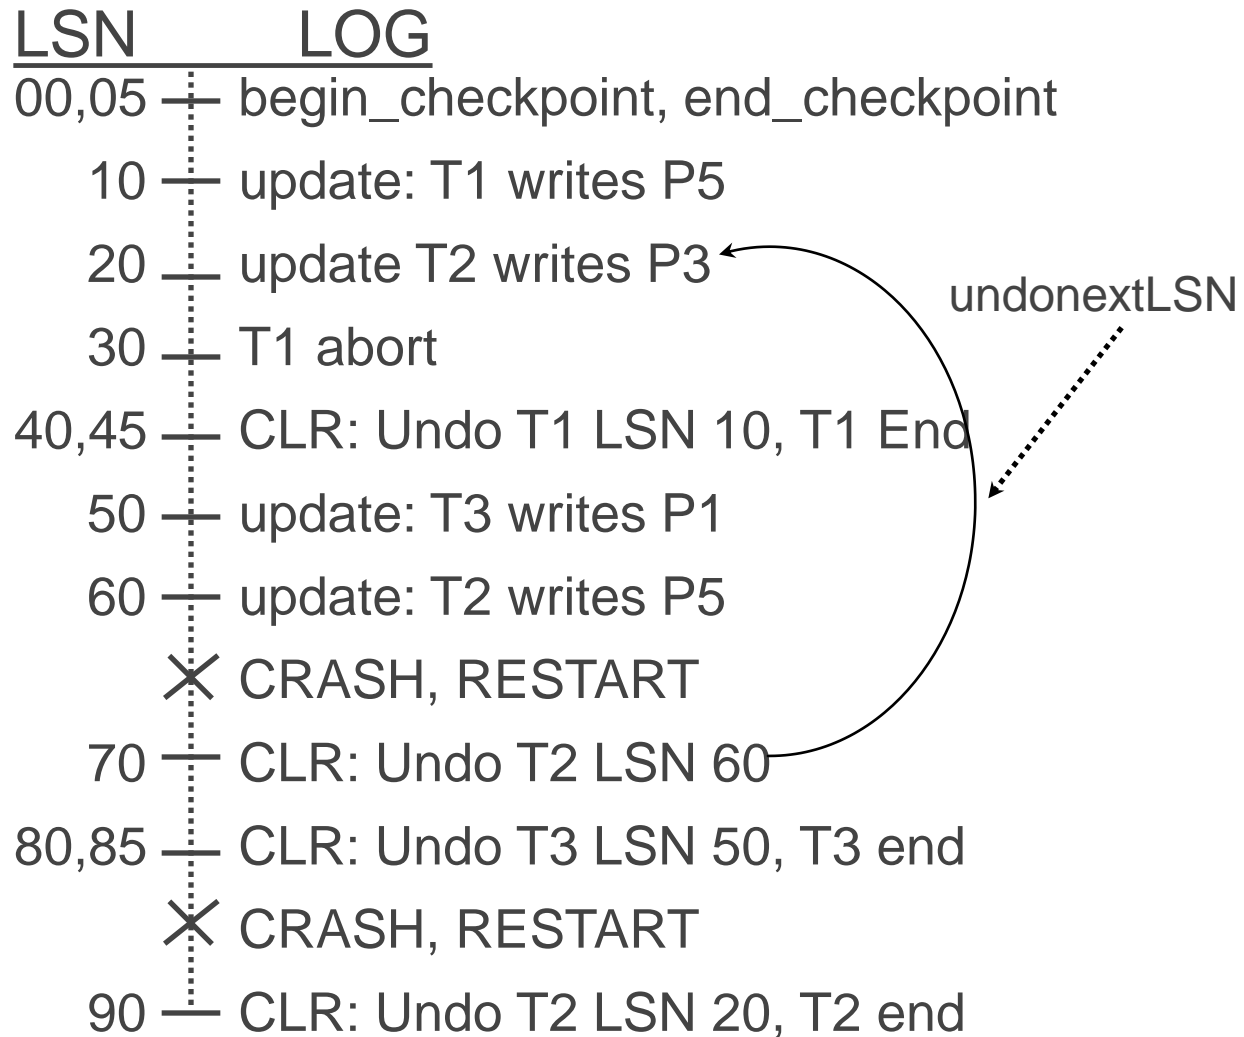 LSN LOG
00,05 begin_checkpoint, end_checkpoint
10 update: T1 writes P5
20 update T2 writes P3
undonextLSN
30 T1 abort
40,45 CLR: Undo T1 LSN 10, T1 End
50 update: T3 writes P1
60 update: T2 writes P5
CRASH, RESTART
70 CLR: Undo T2 LSN 60
80,85 CLR: Undo T3 LSN 50, T3 end
CRASH, RESTART
90 CLR: Undo T2 LSN 20, T2 end